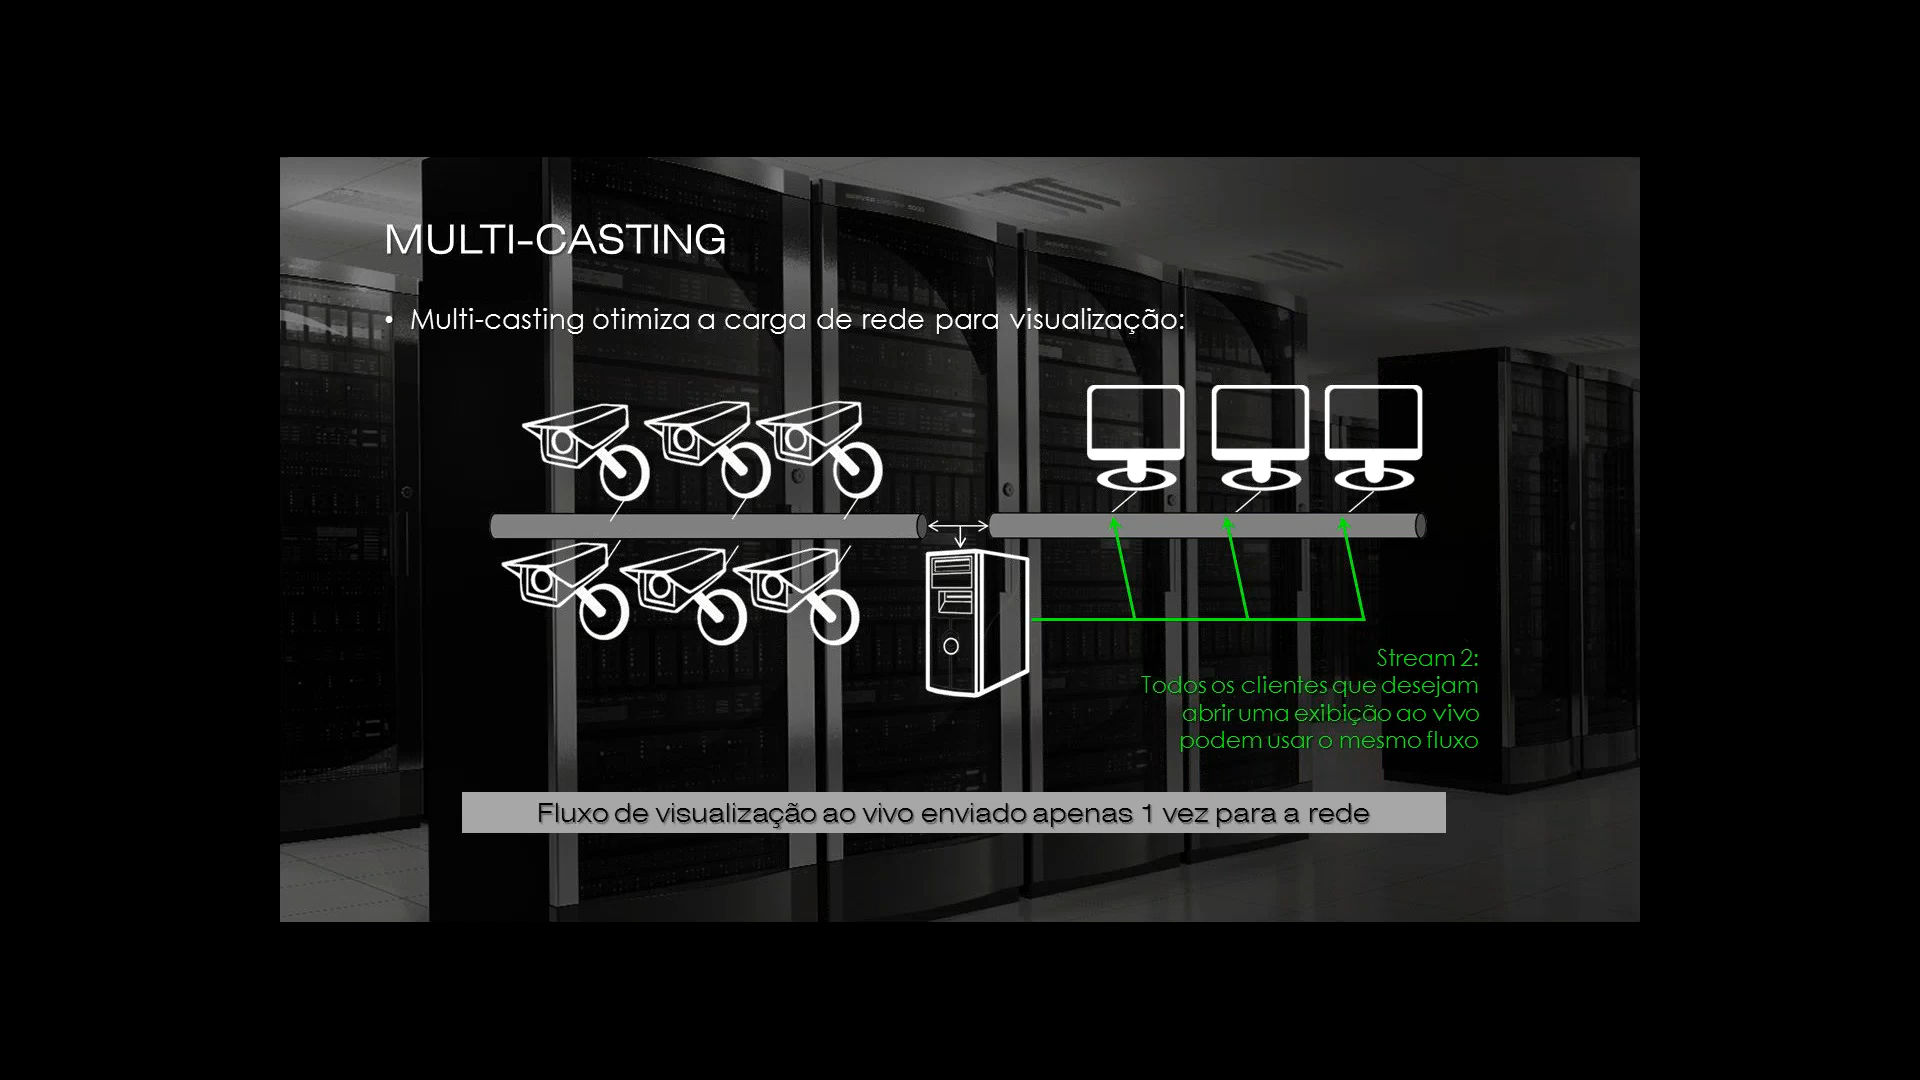 MULTI-CASTING
• Multi-casting otimiza a carga de rede para visualização:
Stream 2:
Todos os clientes que desejam
abrir uma exibição ao vivo
podem usar o mesmo fluxo
Fluxo de visualização ao vivo enviado apenas 1 vez para a rede